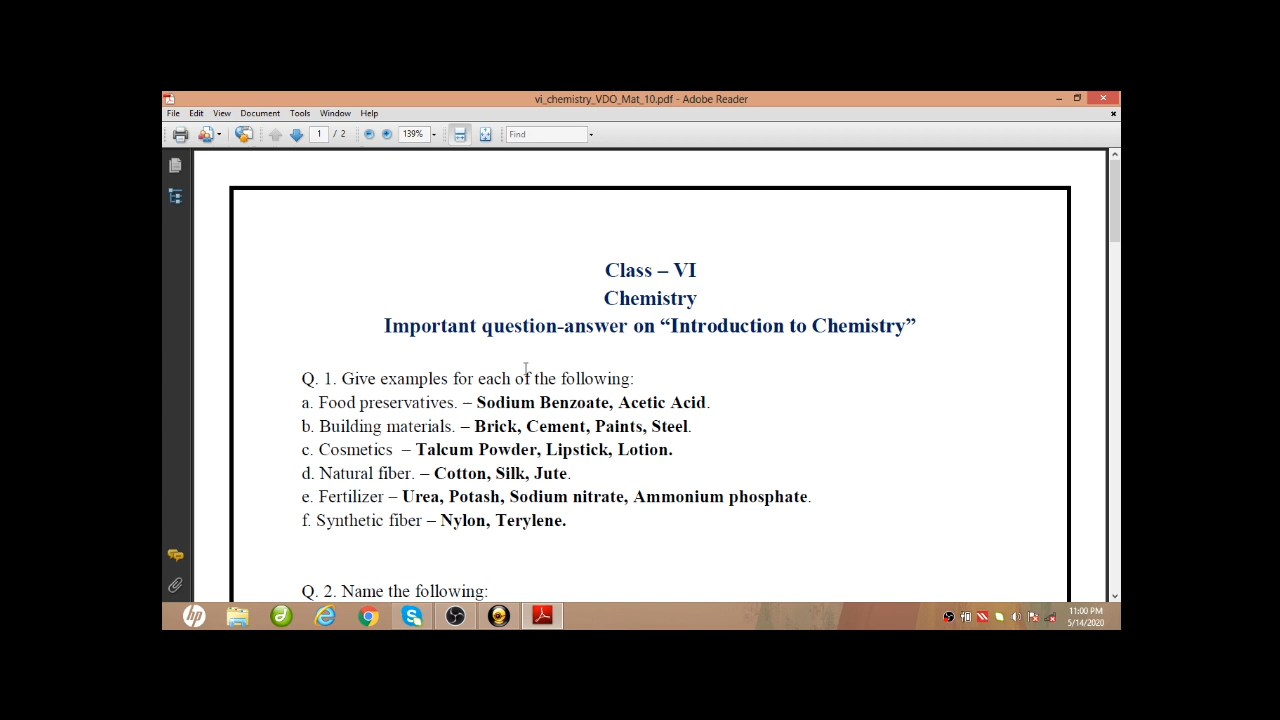 vi_chemistry_VDO_Mat_10.pdf - Adobe Reader
File Edit View Document Tools Window Help
1 / 2 139% Find
Class – VI
Chemistry
Important question-answer on “Introduction to Chemistry”
Q. 1. Give examples for each of the following:
a. Food preservatives. – Sodium Benzoate, Acetic Acid.
b. Building materials. – Brick, Cement, Paints, Steel.
c. Cosmetics – Talcum Powder, Lipstick, Lotion.
d. Natural fiber. – Cotton, Silk, Jute.
e. Fertilizer – Urea, Potash, Sodium nitrate, Ammonium phosphate.
f. Synthetic fiber – Nylon, Terylene.
Q. 2. Name the following:
hp
11:00 PM
5/14/2020